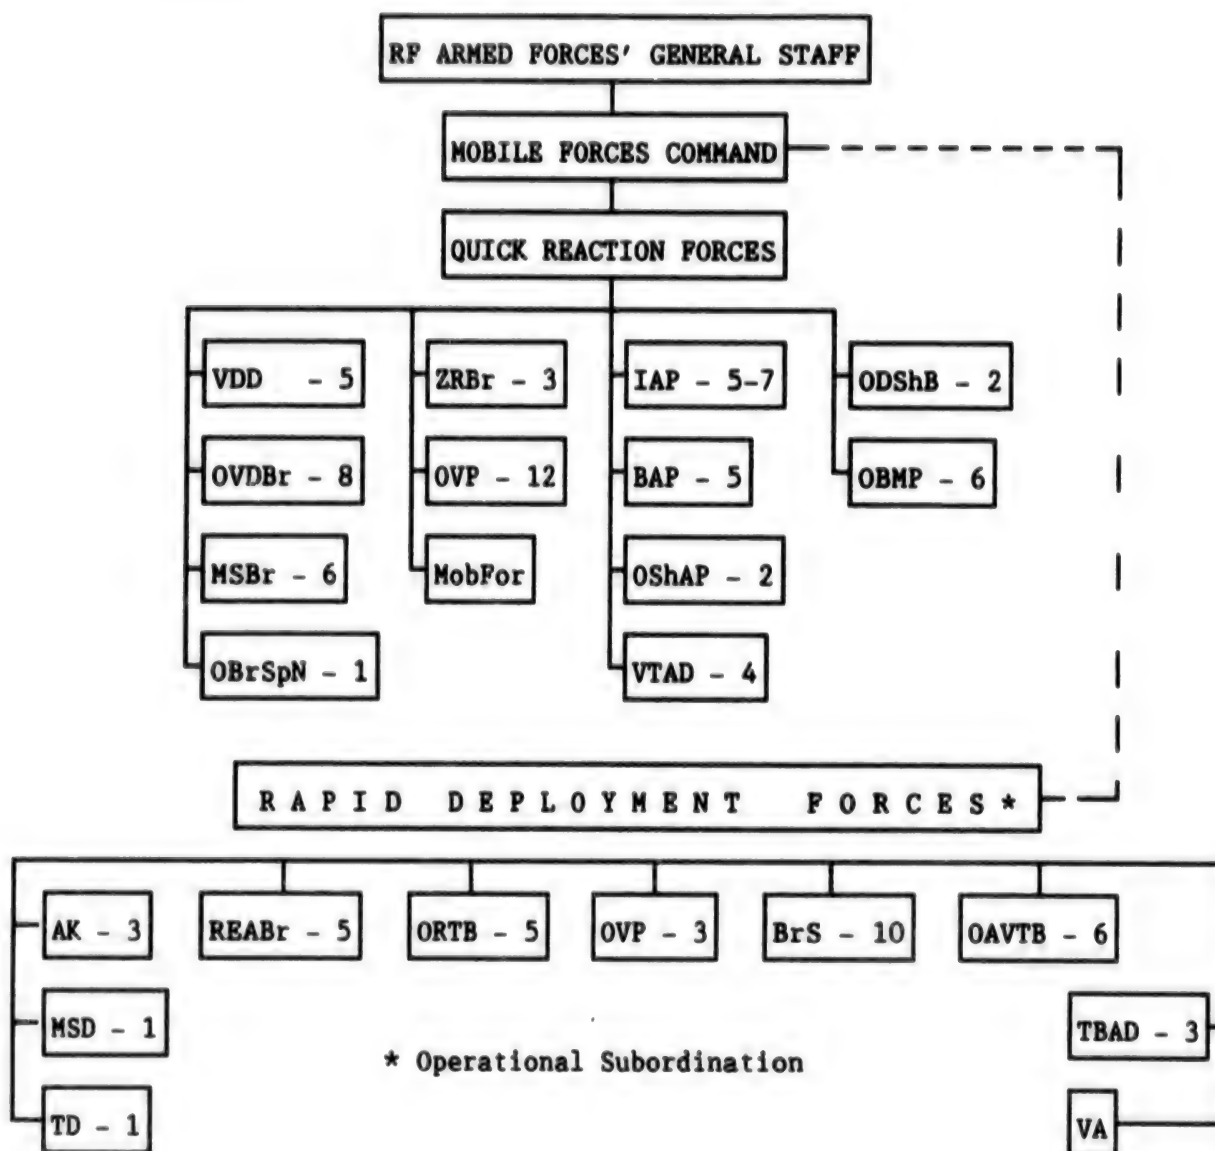 RF ARMED FORCES' GENERAL STAFF
MOBILE FORCES COMMAND
QUICK REACTION FORCES
VDD - 5
ZRBr - 3
IAP - 5-7
ODShB - 2
OVDBr - 8
OVP - 12
BAP - 5
OBMP - 6
MSBr - 6
MobFor
OShAP - 2
OBrSpN - 1
VTAD - 4
RAPID DEPLOYMENT FORCES*
AK - 3
REABr - 5
ORTB - 5
OVP - 3
BrS - 10
OAVTB - 6
MSD - 1
TBAD - 3
* Operational Subordination
TD - 1
VA